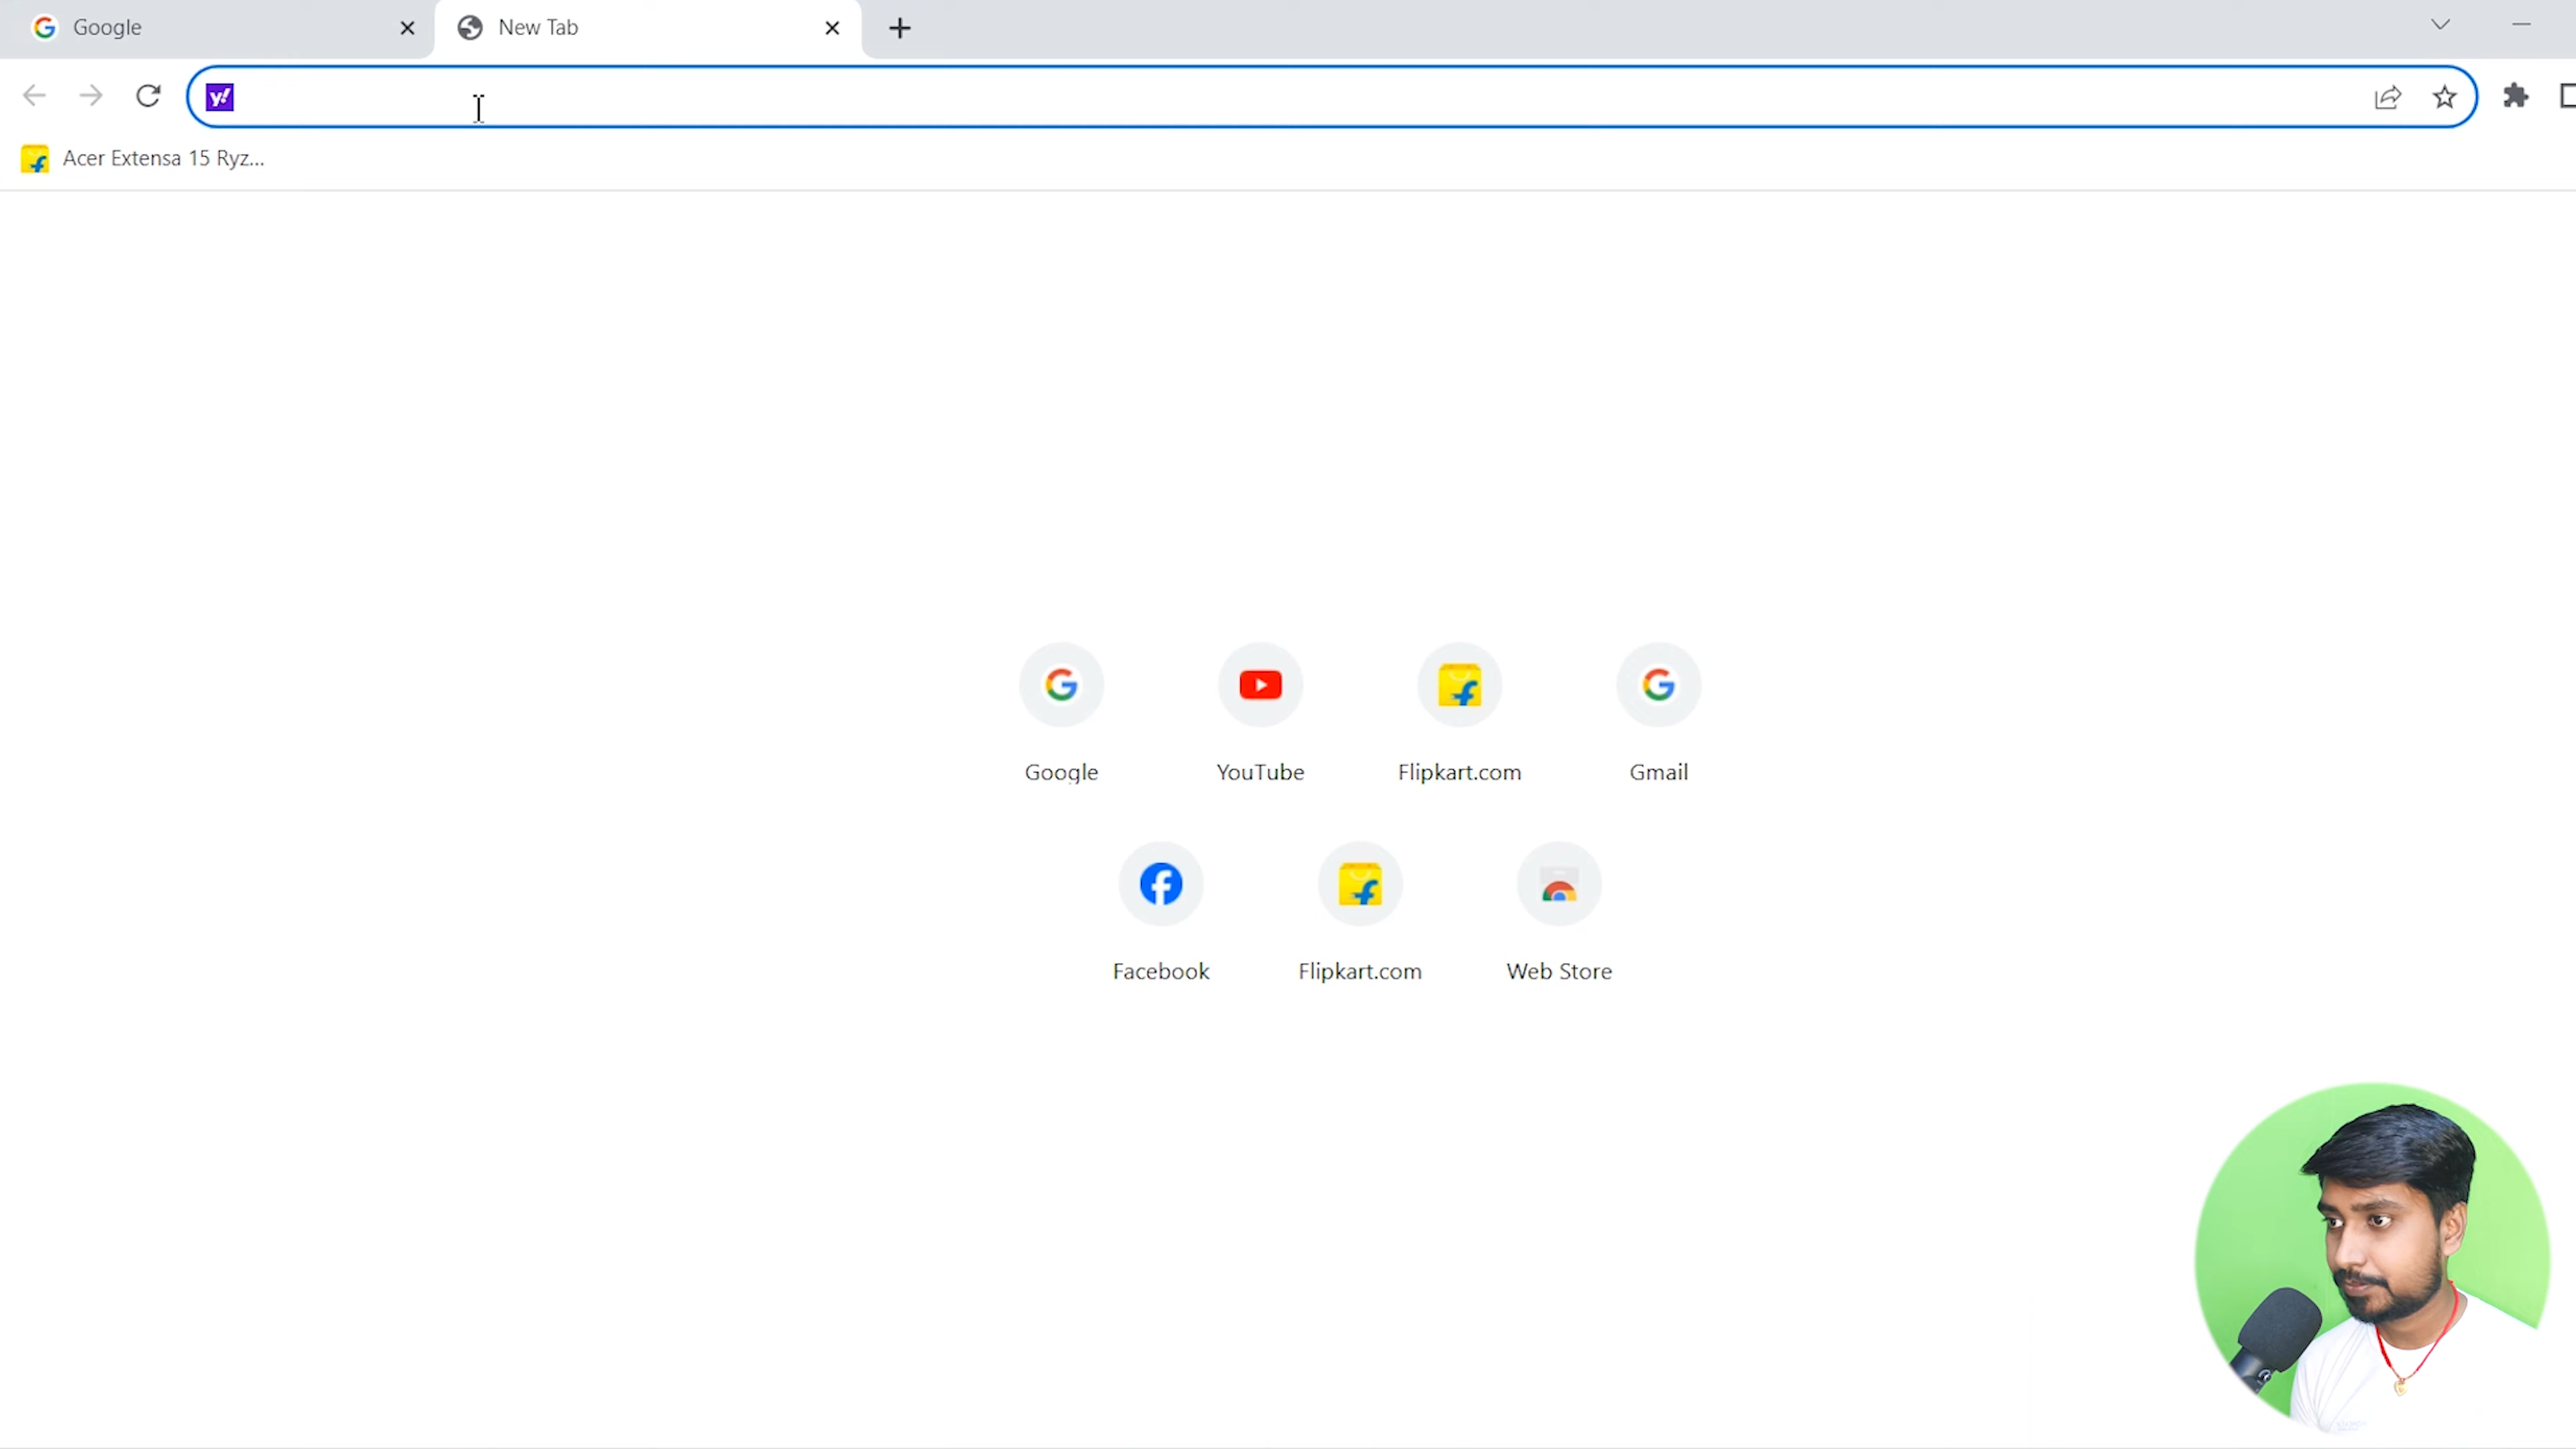 Google
New Tab
y!
Acer Extensa 15 Ryz...
Google
YouTube
Flipkart.com
Gmail
Facebook
Flipkart.com
Web Store